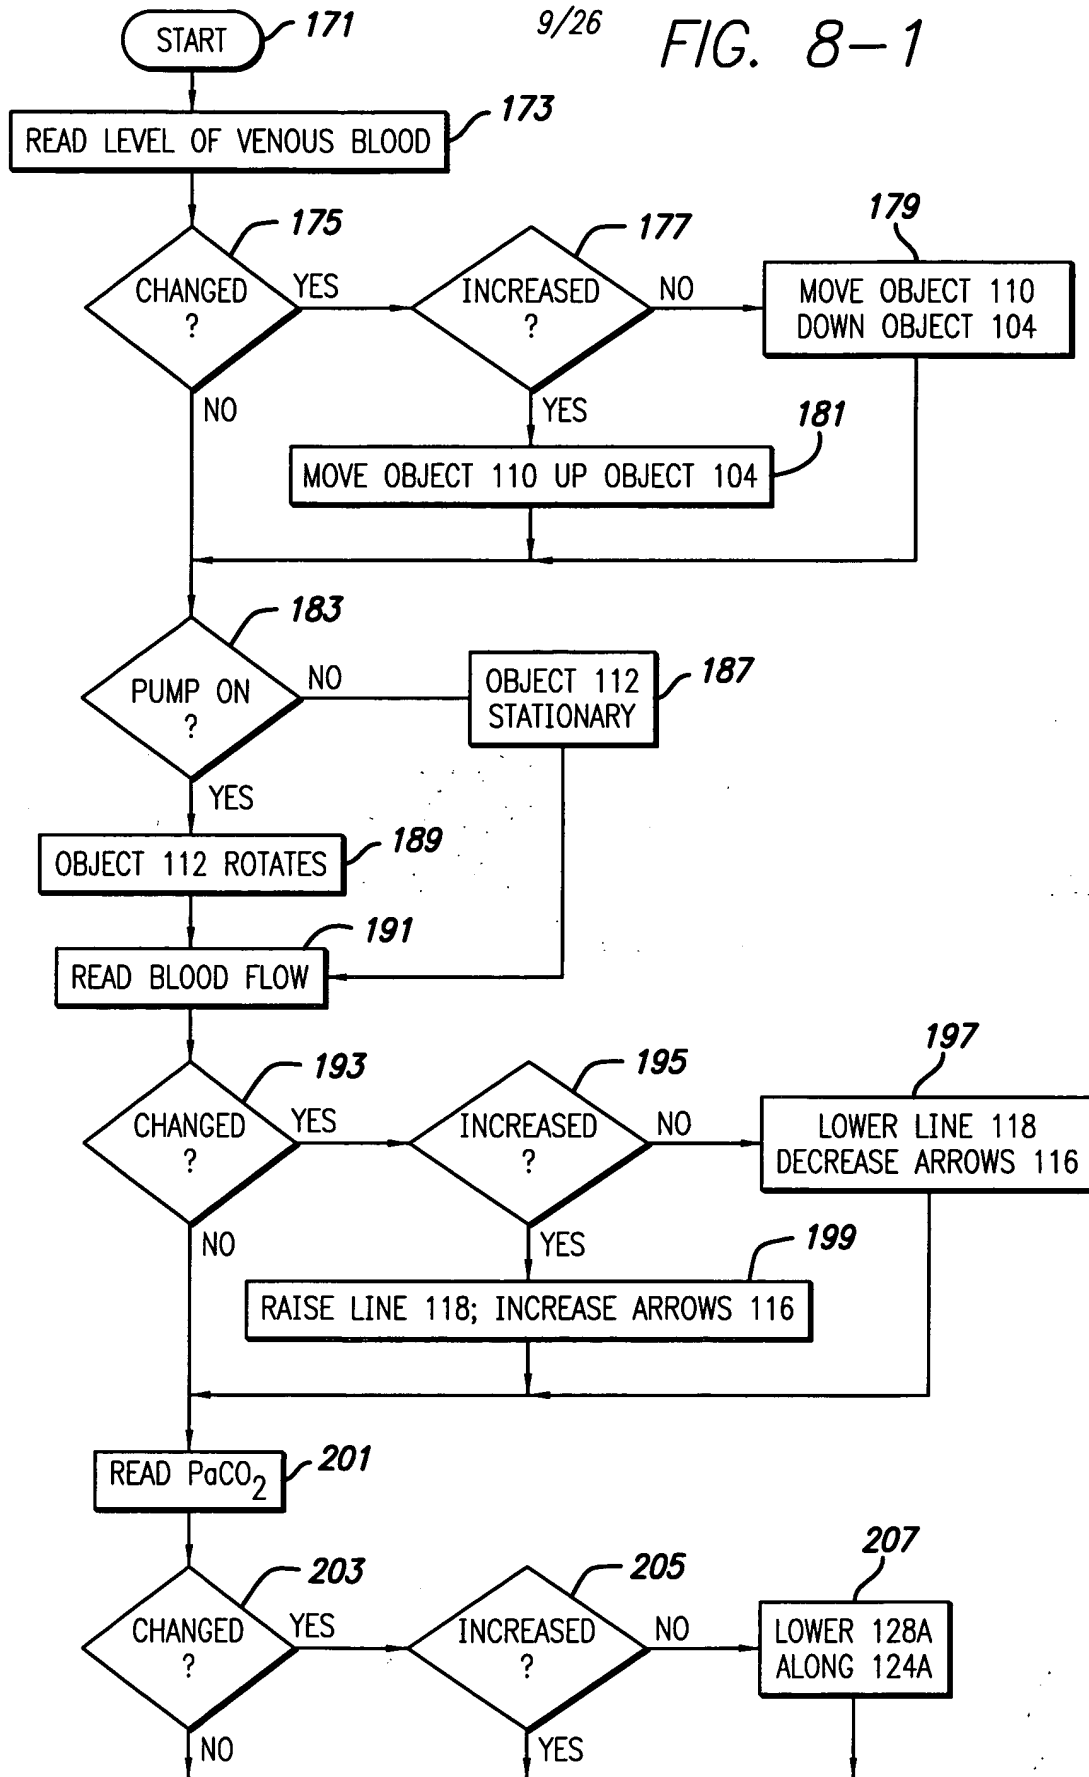 9/26
FIG. 8-1
START
171
READ LEVEL OF VENOUS BLOOD
173
CHANGED
?
175
YES
NO
INCREASED
?
177
NO
YES
MOVE OBJECT 110
DOWN OBJECT 104
179
MOVE OBJECT 110 UP OBJECT 104
181
PUMP ON
?
183
NO
YES
OBJECT 112
STATIONARY
187
OBJECT 112 ROTATES
189
READ BLOOD FLOW
191
CHANGED
?
193
YES
NO
INCREASED
?
195
NO
YES
LOWER LINE 118
DECREASE ARROWS 116
197
RAISE LINE 118; INCREASE ARROWS 116
199
READ PaCO2
201
CHANGED
?
203
YES
NO
INCREASED
?
205
NO
YES
LOWER 128A
ALONG 124A
207